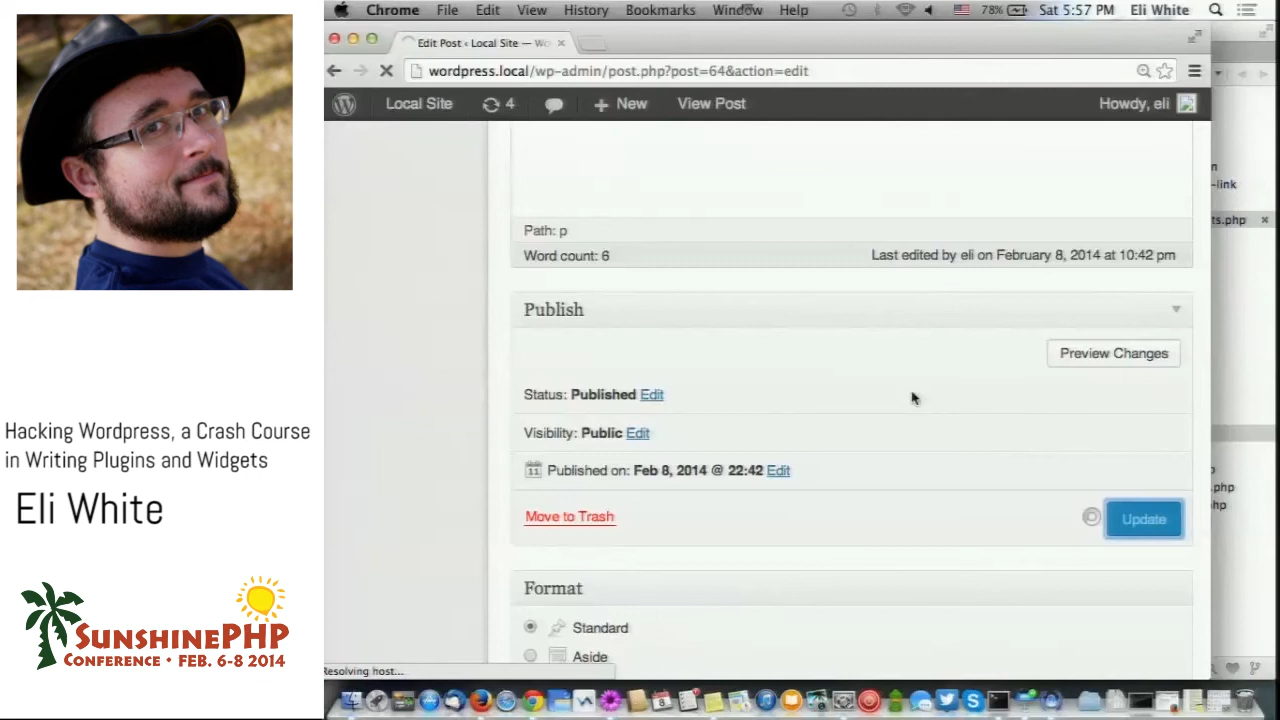 Chrome File Edit View History Bookmarks Window Help 78% Sat 5:57 PM Eli White
Edit Post ‹ Local Site — Wo
wordpress.local/wp-admin/post.php?post=64&action=edit
Local Site 4 New View Post Howdy, eli
-link
ts.php ×
Path: p
Word count: 6 Last edited by eli on February 8, 2014 at 10:42 pm
Publish
Preview Changes
Status: Published Edit
Visibility: Public Edit
11 Published on: Feb 8, 2014 @ 22:42 Edit
Move to Trash Update
.php
Format
Standard
Aside
Resolving host...
Hacking Wordpress, a Crash Course
in Writing Plugins and Widgets
Eli White
SUNSHINEPHP
CONFERENCE • FEB. 6-8 2014